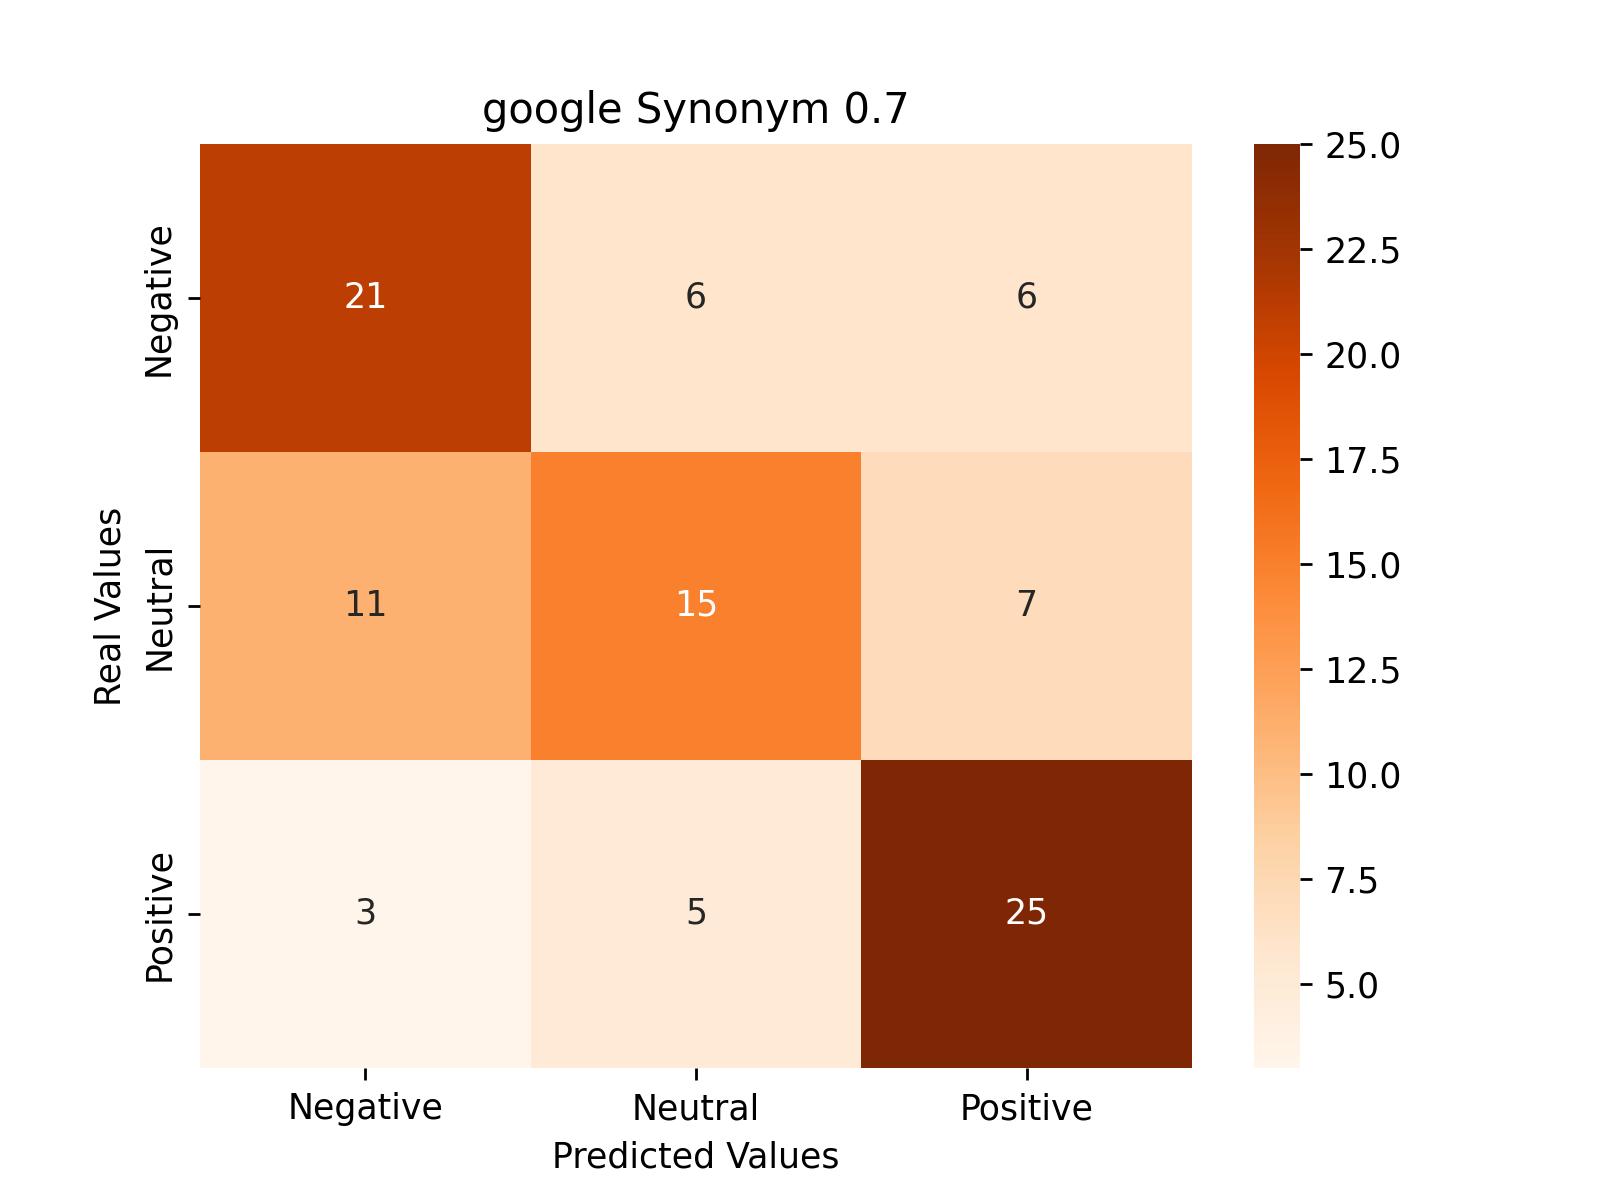 google Synonym 0.7
Real Values
Negative
21 6 6
Neutral
11 15 7
Positive
3 5 25
Negative Neutral Positive
Predicted Values
25.0
22.5
20.0
17.5
15.0
12.5
10.0
7.5
5.0